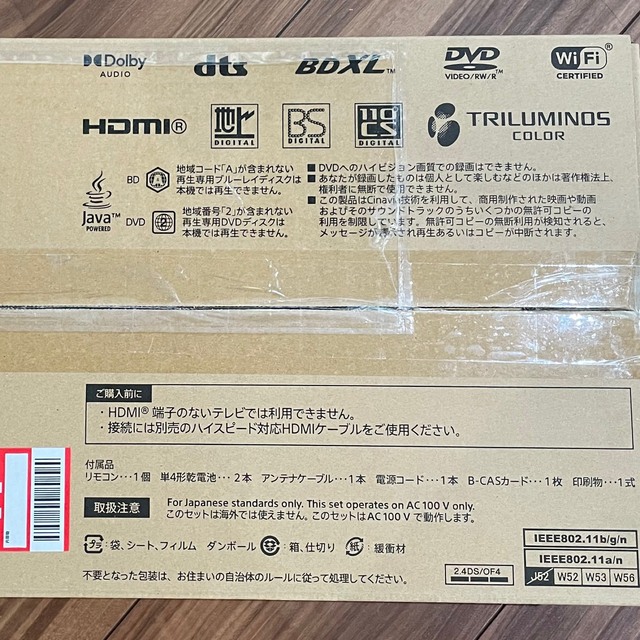 Dolby
AUDIO
dts
BDXL™
DVD
VIDEO/RW/R™
Wi Fi®
CERTIFIED
HDMI®
地上
DIGITAL
BS
DIGITAL
110
CS
DIGITAL
TRILUMINOS
COLOR
Java™
POWERED
BD
A
地域コード「A」が含まれない
再生専用ブルーレイディスクは
本機では再生できません。
DVD
2
地域番号「2」が含まれない
再生専用DVDディスクは
本機では再生できません。
■ DVDへのハイビジョン画質での録画はできません。
■ あなたが録画したものは個人として楽しむなどのほかは著作権法上、
権利者に無断で使用できません。
■ この製品はCinavia技術を利用して、商用制作された映画や動画
およびそのサウンドトラックのうちいくつかの無許可コピーの
利用を制限しています。無許可コピーの無断利用が検知されると、
メッセージが表示され再生あるいはコピーが中断されます。
ご購入前に
・HDMI® 端子のないテレビでは利用できません。
・接続には別売のハイスピード対応HDMIケーブルをご使用ください。
付属品
リモコン…1個 単4形乾電池…2本 アンテナケーブル…1本 電源コード…1本 B-CASカード…1枚 印刷物…1式
取扱注意
For Japanese standards only. This set operates on AC 100 V only.
このセットは海外では使えません。このセットはAC 100 V で動作します。
プラ:袋、シート、フィルム ダンボール:箱、仕切り 紙:緩衝材
不要となった包装は、お住まいの自治体のルールに従って処理してください。
2.4DS/OF4
IEEE802.11b/g/n
IEEE802.11a/n
J52 W52 W53 W56